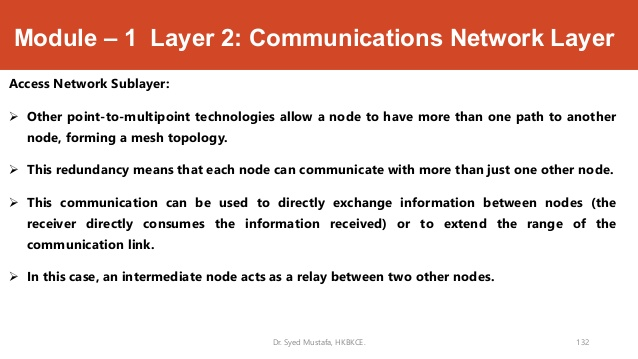 Module – 1  Layer 2: Communications Network Layer
Access Network Sublayer:
➢ Other point-to-multipoint technologies allow a node to have more than one path to another
node, forming a mesh topology.
➢ This redundancy means that each node can communicate with more than just one other node.
➢ This communication can be used to directly exchange information between nodes (the
receiver directly consumes the information received) or to extend the range of the
communication link.
➢ In this case, an intermediate node acts as a relay between two other nodes.
Dr. Syed Mustafa, HKBKCE.
132